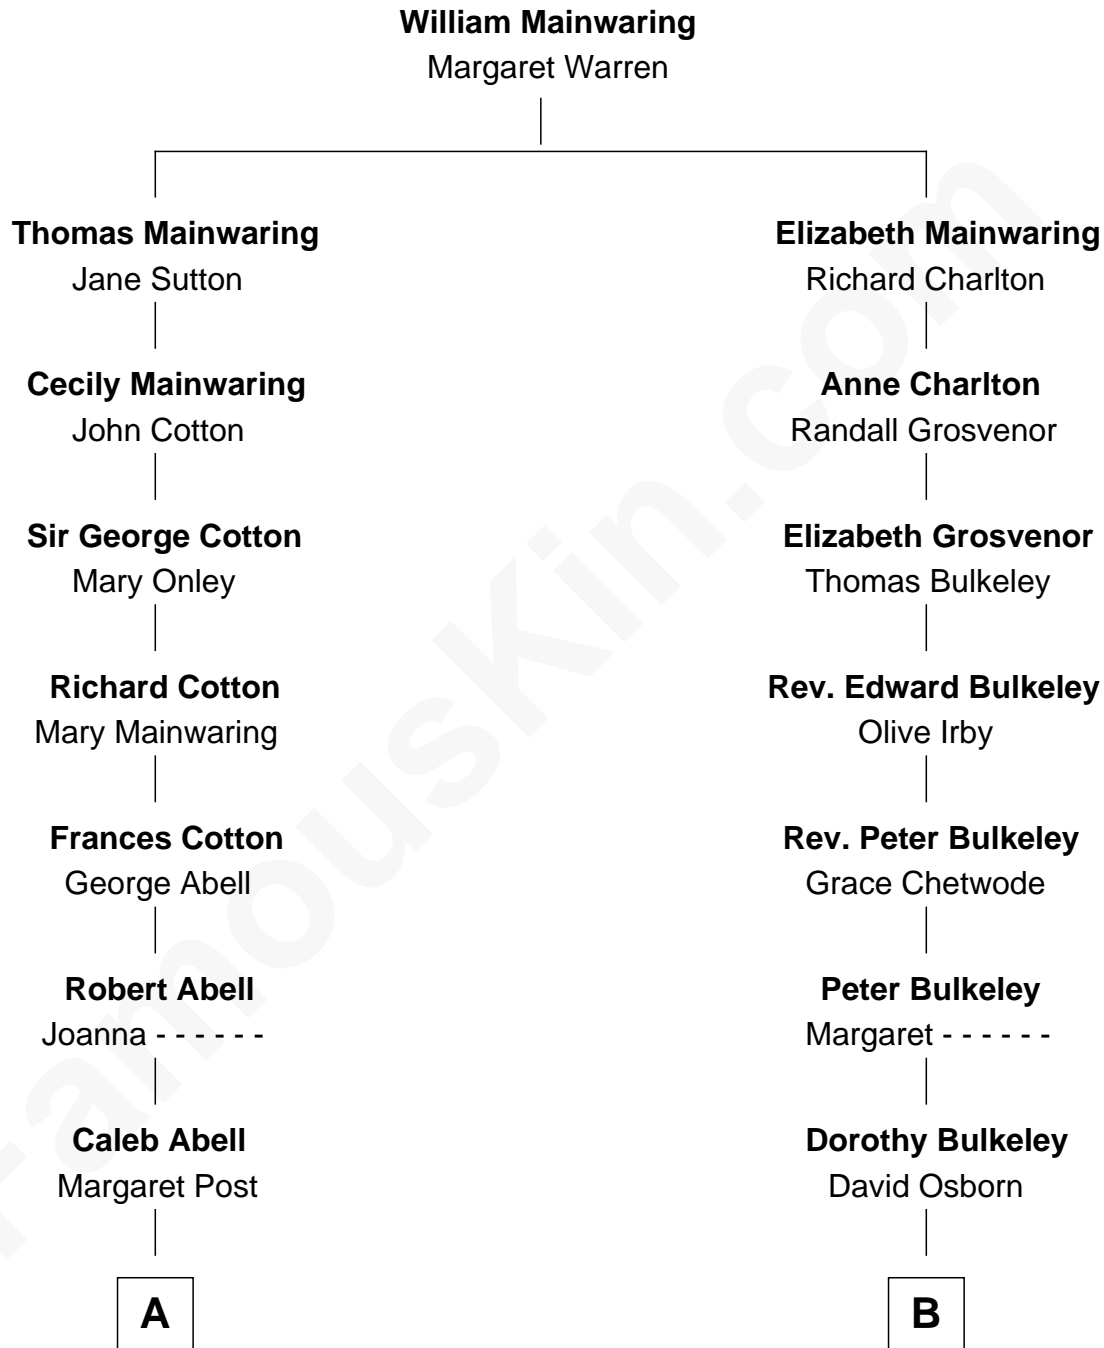 William Mainwaring
Margaret Warren
Thomas Mainwaring
Jane Sutton
Elizabeth Mainwaring
Richard Charlton
Cecily Mainwaring
John Cotton
Anne Charlton
Randall Grosvenor
Sir George Cotton
Mary Onley
Elizabeth Grosvenor
Thomas Bulkeley
Richard Cotton
Mary Mainwaring
Rev. Edward Bulkeley
Olive Irby
Frances Cotton
George Abell
Rev. Peter Bulkeley
Grace Chetwode
Robert Abell
Joanna - - - - - -
Peter Bulkeley
Margaret - - - - - -
Caleb Abell
Margaret Post
Dorothy Bulkeley
David Osborn
A
B
FamousKin.com